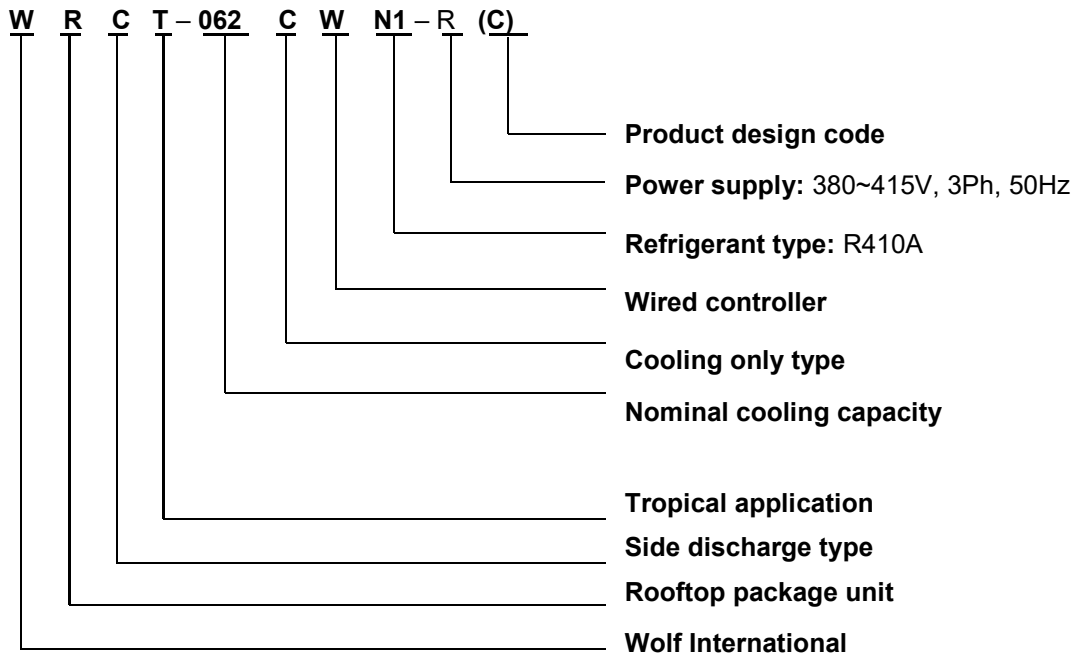 W R C T – 062 C W N1 – R (C)
Product design code
Power supply: 380~415V, 3Ph, 50Hz
Refrigerant type: R410A
Wired controller
Cooling only type
Nominal cooling capacity
Tropical application
Side discharge type
Rooftop package unit
Wolf International